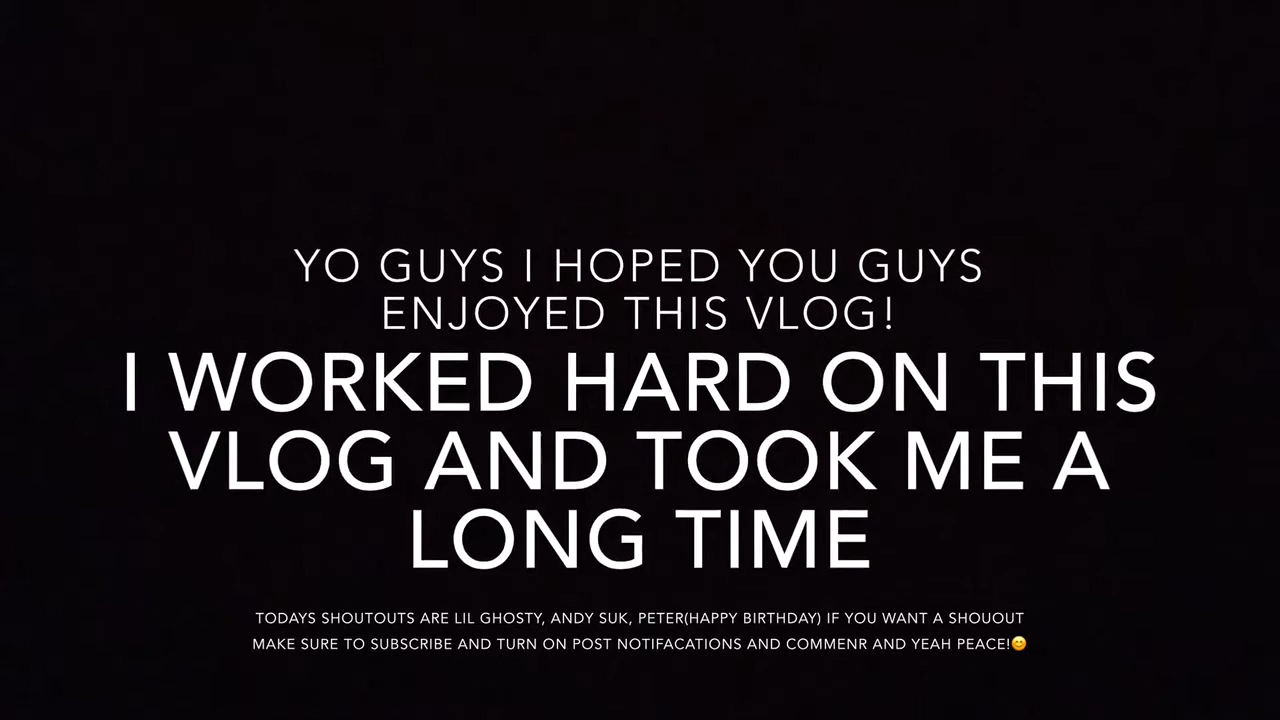 YO GUYS I HOPED YOU GUYS
ENJOYED THIS VLOG!
I WORKED HARD ON THIS
VLOG AND TOOK ME A
LONG TIME
TODAYS SHOUTOUTS ARE LIL GHOSTY, ANDY SUK, PETER(HAPPY BIRTHDAY) IF YOU WANT A SHOUOUT
MAKE SURE TO SUBSCRIBE AND TURN ON POST NOTIFACATIONS AND COMMENR AND YEAH PEACE!😊